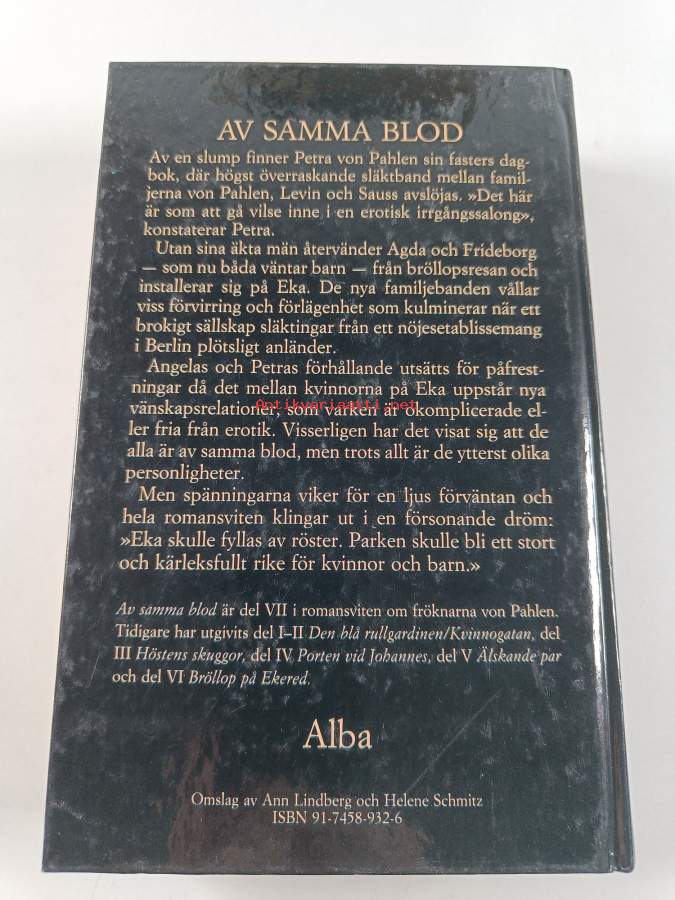 AV SAMMA BLOD
Av en slump finner Petra von Pahlen sin fasters dag-
bok, där högst överraskande släktband mellan famil-
jerna von Pahlen, Levin och Sauss avslöjas. »Det här
är som att gå vilse inne i en erotisk irrgångssalong»,
konstaterar Petra.
Utan sina äkta män återvänder Agda och Frideborg
— som nu båda väntar barn — från bröllopsresan och
installerar sig på Eka. De nya familjebanden vållar
viss förvirring och förlägenhet som kulminerar när ett
brokigt sällskap släktingar från ett nöjesetablissemang
i Berlin plötsligt anländer.
Angelas och Petras förhållande utsätts för påfrest-
ningar då det mellan kvinnorna på Eka uppstår nya
vänskapsrelationer, som varken är okomplicerade el-
ler fria från erotik. Visserligen har det visat sig att de
alla är av samma blod, men trots allt är de ytterst olika
personligheter.
Men spänningarna viker för en ljus förväntan och
hela romansviten klingar ut i en försonande dröm:
»Eka skulle fyllas av röster. Parken skulle bli ett stort
och kärleksfullt rike för kvinnor och barn.»
Av samma blod är del VII i romansviten om fröknarna von Pahlen.
Tidigare har utgivits del I–II Den blå rullgardinen/Kvinnogatan, del
III Höstens skuggor, del IV Porten vid Johannes, del V Älskande par
och del VI Bröllop på Ekered.
Alba
Omslag av Ann Lindberg och Helene Schmitz
ISBN 91-7458-932-6
Antikvariaatti.net